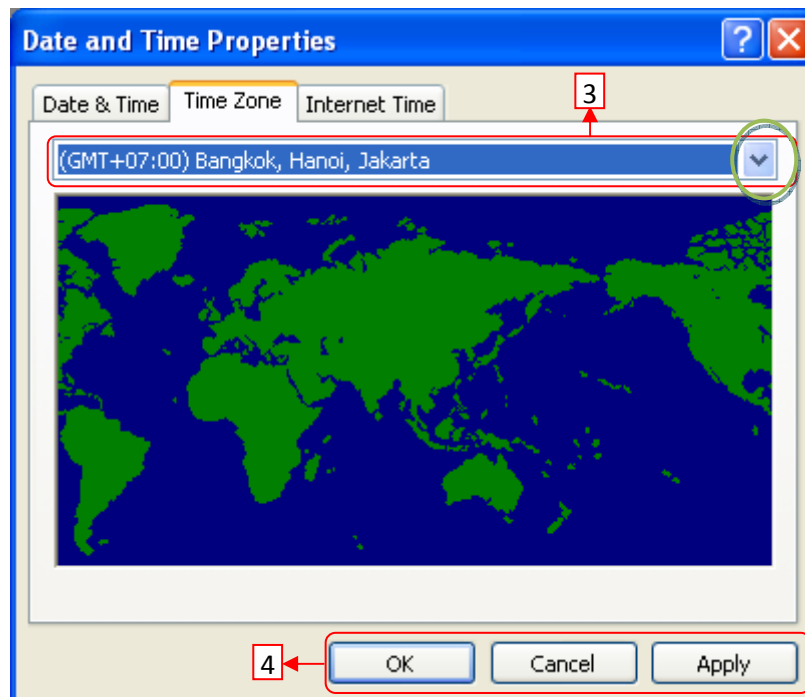 Date and Time Properties
Date & Time Time Zone Internet Time
3
(GMT+07:00) Bangkok, Hanoi, Jakarta
4
OK Cancel Apply